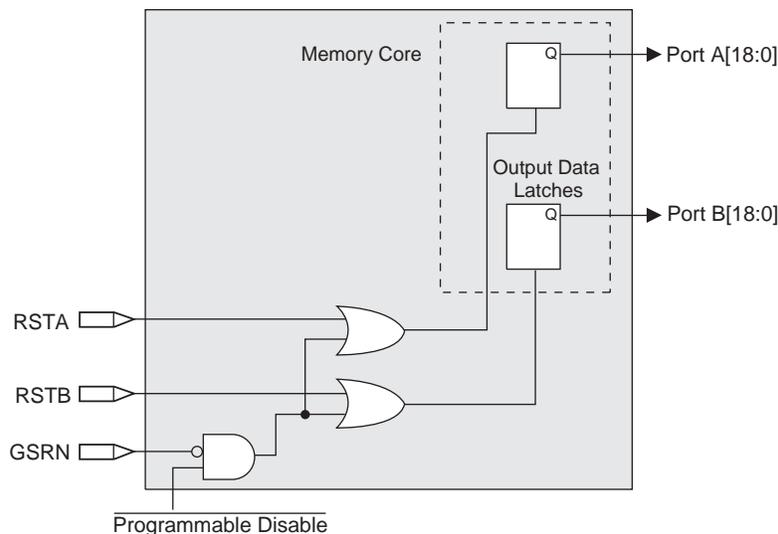 Memory Core
Q
Port A[18:0]
Output Data
Latches
Q
Port B[18:0]
RSTA
RSTB
GSRN
Programmable Disable